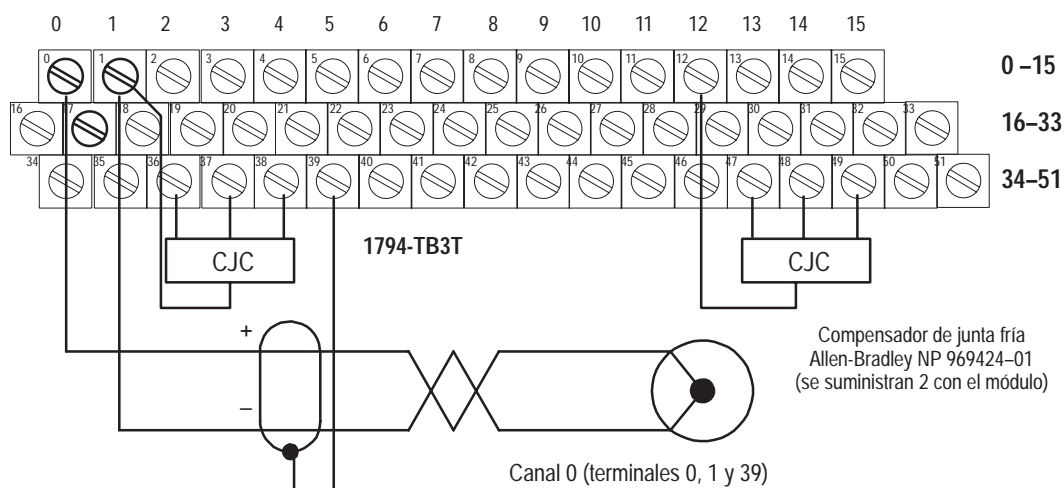 0 1 2 3 4 5 6 7 8 9 10 11 12 13 14 15
0 1 2 3 4 5 6 7 8 9 10 11 12 13 14 15
0 –15
16 17 18 19 20 21 22 23 24 25 26 27 28 29 30 31 32 33
16–33
34 35 36 37 38 39 40 41 42 43 44 45 46 47 48 49 50 51
34–51
1794-TB3T
CJC
CJC
+
–
Compensador de junta fría
Allen-Bradley NP 969424–01
(se suministran 2 con el módulo)
Canal 0 (terminales 0, 1 y 39)